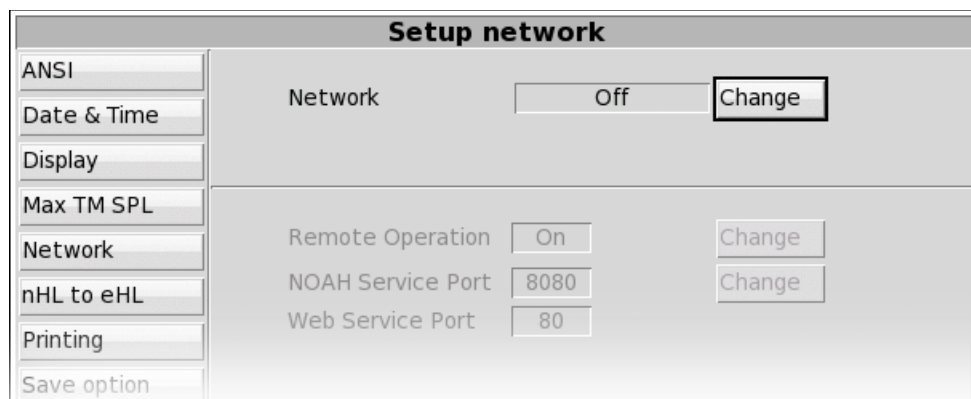 Setup network
ANSI
Date & Time
Display
Max TM SPL
Network
nHL to eHL
Printing
Save option
Network Off Change
Remote Operation On Change
NOAH Service Port 8080 Change
Web Service Port 80